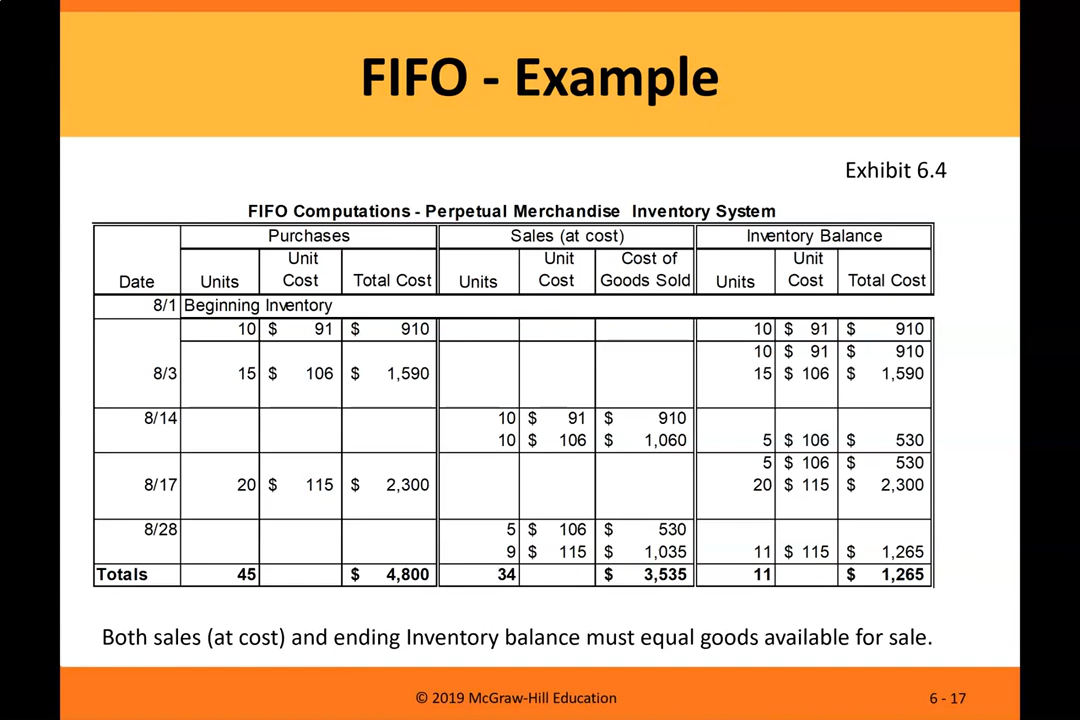 FIFO - Example
Exhibit 6.4
FIFO Computations - Perpetual Merchandise Inventory System
Purchases Sales (at cost) Inventory Balance
Unit Unit Cost of Unit
Date Units Cost Total Cost Units Cost Goods Sold Units Cost Total Cost
8/1 Beginning Inventory
10 $ 91 $ 910 10 $ 91 $ 910
10 $ 91 $ 910
8/3 15 $ 106 $ 1,590 15 $ 106 $ 1,590
8/14 10 $ 91 $ 910
10 $ 106 $ 1,060 5 $ 106 $ 530
5 $ 106 $ 530
8/17 20 $ 115 $ 2,300 20 $ 115 $ 2,300
8/28 5 $ 106 $ 530
9 $ 115 $ 1,035 11 $ 115 $ 1,265
Totals 45 $ 4,800 34 $ 3,535 11 $ 1,265
Both sales (at cost) and ending Inventory balance must equal goods available for sale.
© 2019 McGraw-Hill Education 6 - 17